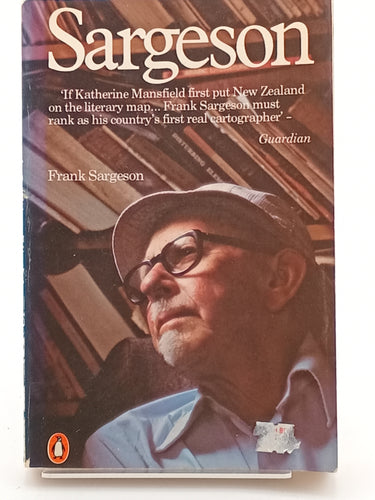 Sargeson
'If Katherine Mansfield first put New Zealand
on the literary map... Frank Sargeson must
rank as his country's first real cartographer' –
Guardian
Frank Sargeson